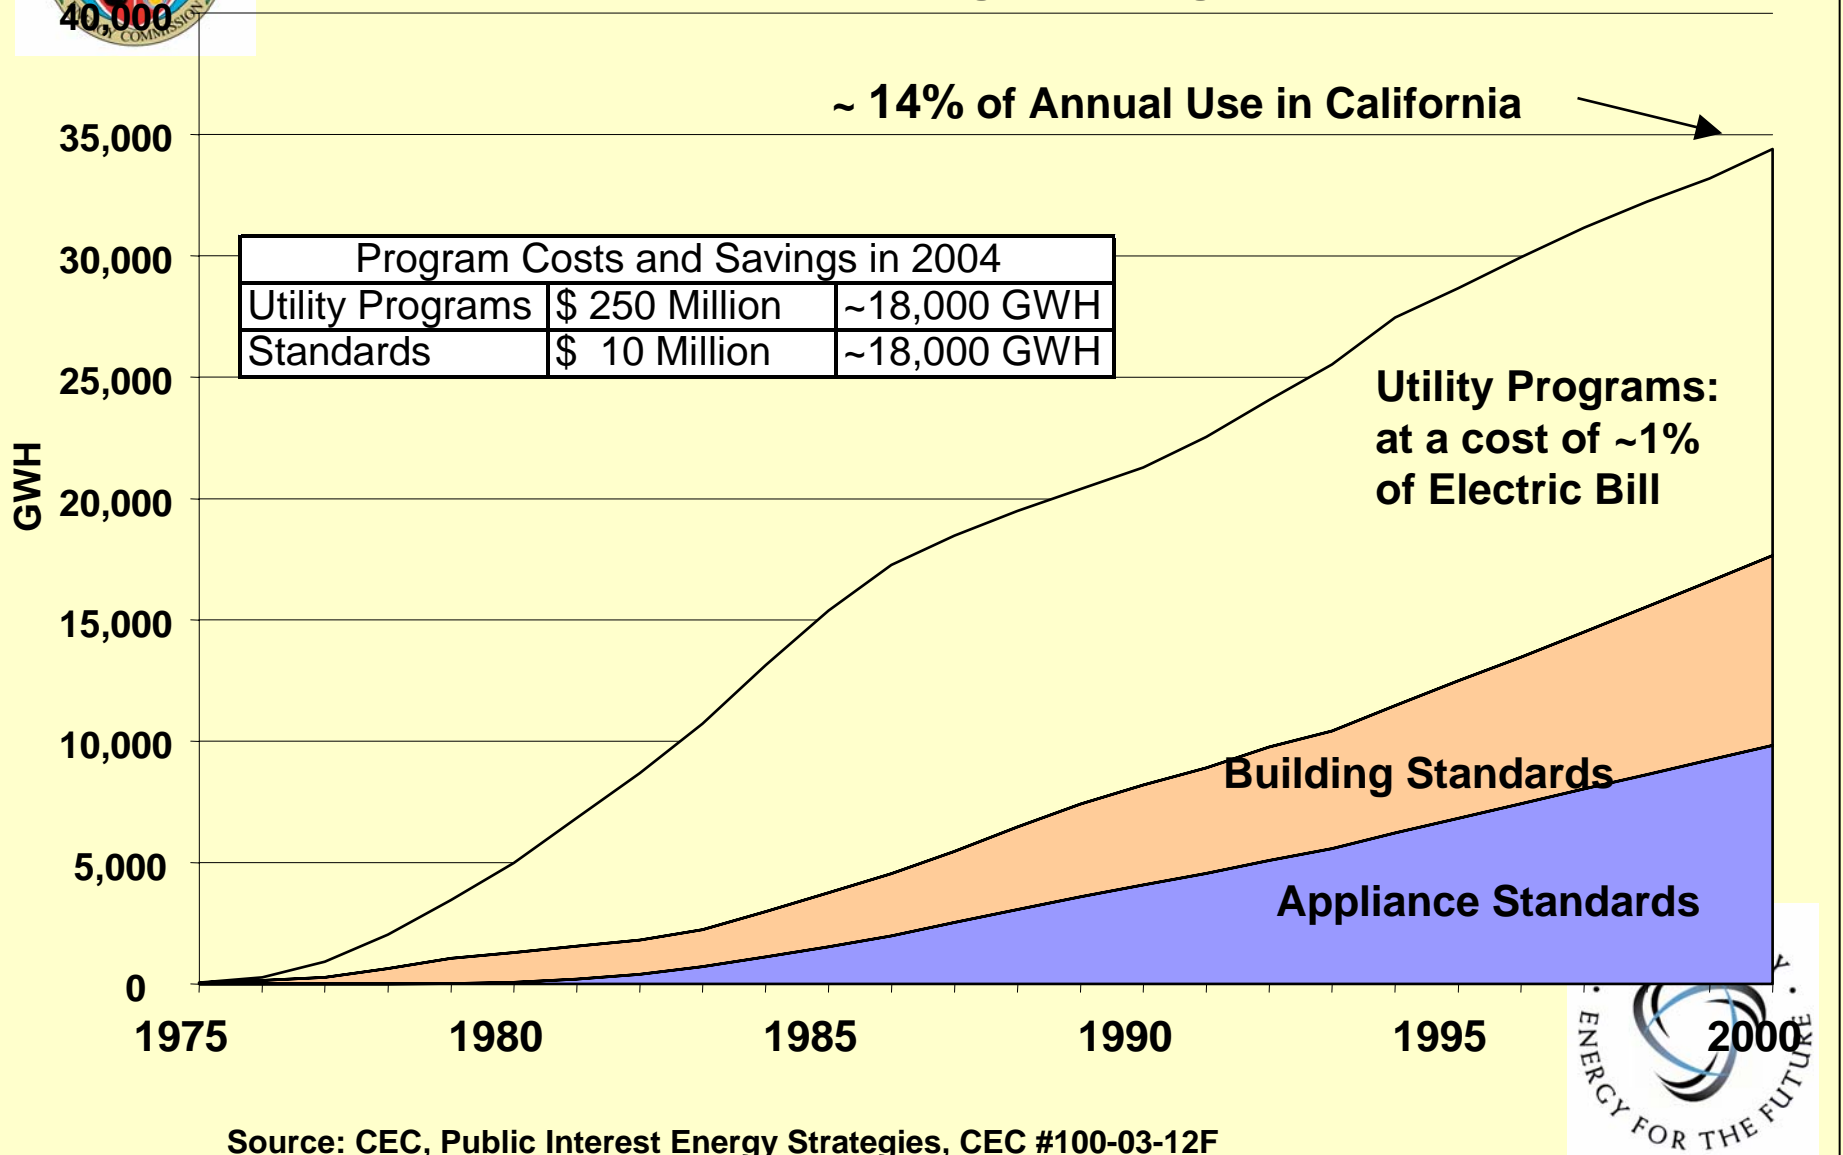 40,000
COMMISSION
~ 14% of Annual Use in California
35,000
30,000
Program Costs and Savings in 2004
Utility Programs $ 250 Million ~18,000 GWH
Standards $ 10 Million ~18,000 GWH
25,000
Utility Programs:
at a cost of ~1%
of Electric Bill
GWH
20,000
15,000
10,000
Building Standards
5,000
Appliance Standards
0
1975 1980 1985 1990 1995 2000
ENERGY FOR THE FUTURE
Source: CEC, Public Interest Energy Strategies, CEC #100-03-12F